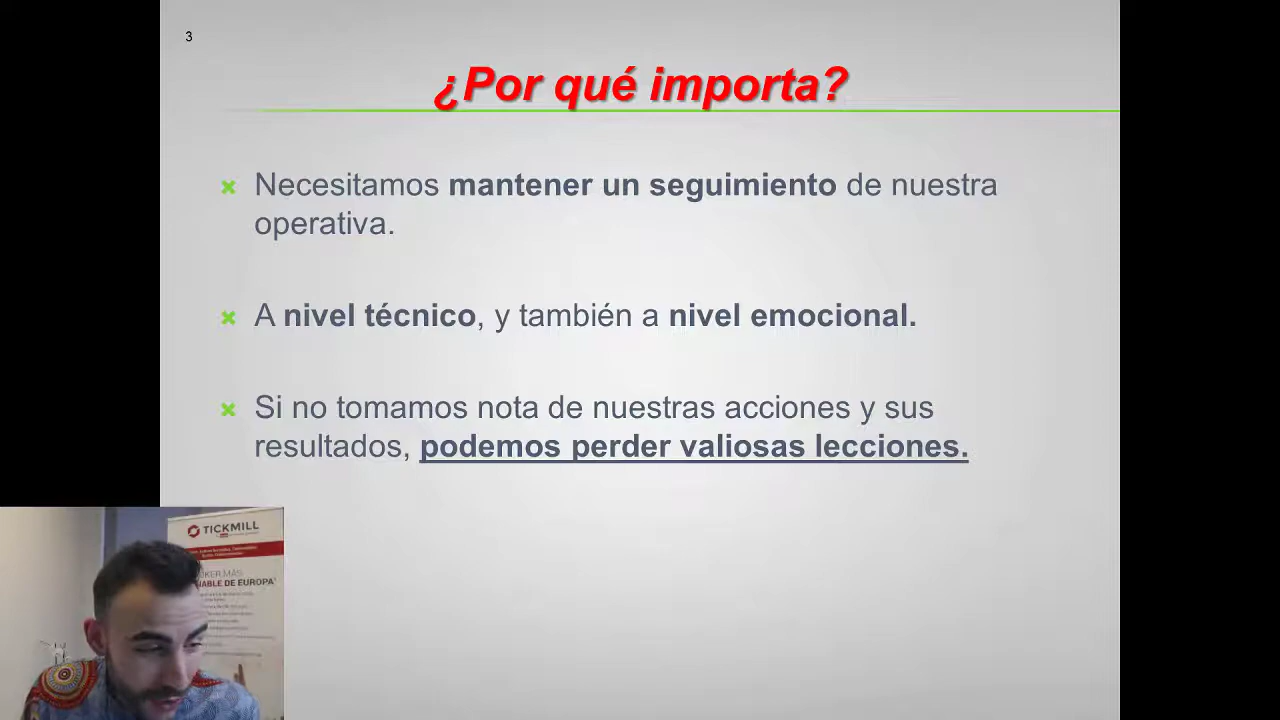 3
¿Por qué importa?
Necesitamos mantener un seguimiento de nuestra
operativa.
A nivel técnico, y también a nivel emocional.
Si no tomamos nota de nuestras acciones y sus
resultados, podemos perder valiosas lecciones.
TICKMILL
MÁS
DE EUROPA